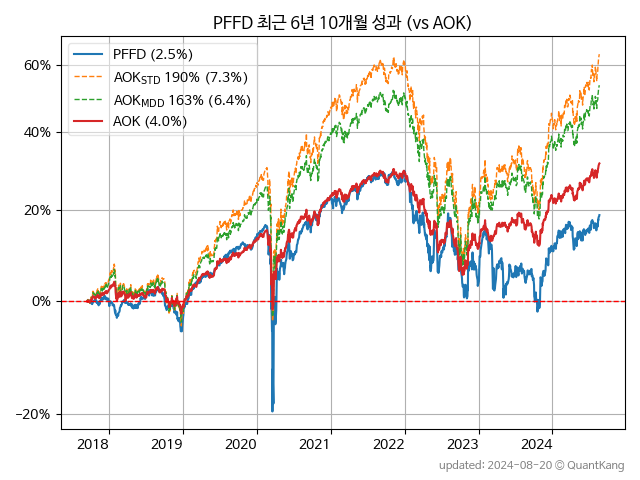 PFFD 최근 6년 10개월 성과 (vs AOK)
PFFD (2.5%)
AOK_STD 190% (7.3%)
AOK_MDD 163% (6.4%)
AOK (4.0%)
60%
40%
20%
0%
−20%
2018 2019 2020 2021 2022 2023 2024
updated: 2024-08-20 © QuantKang